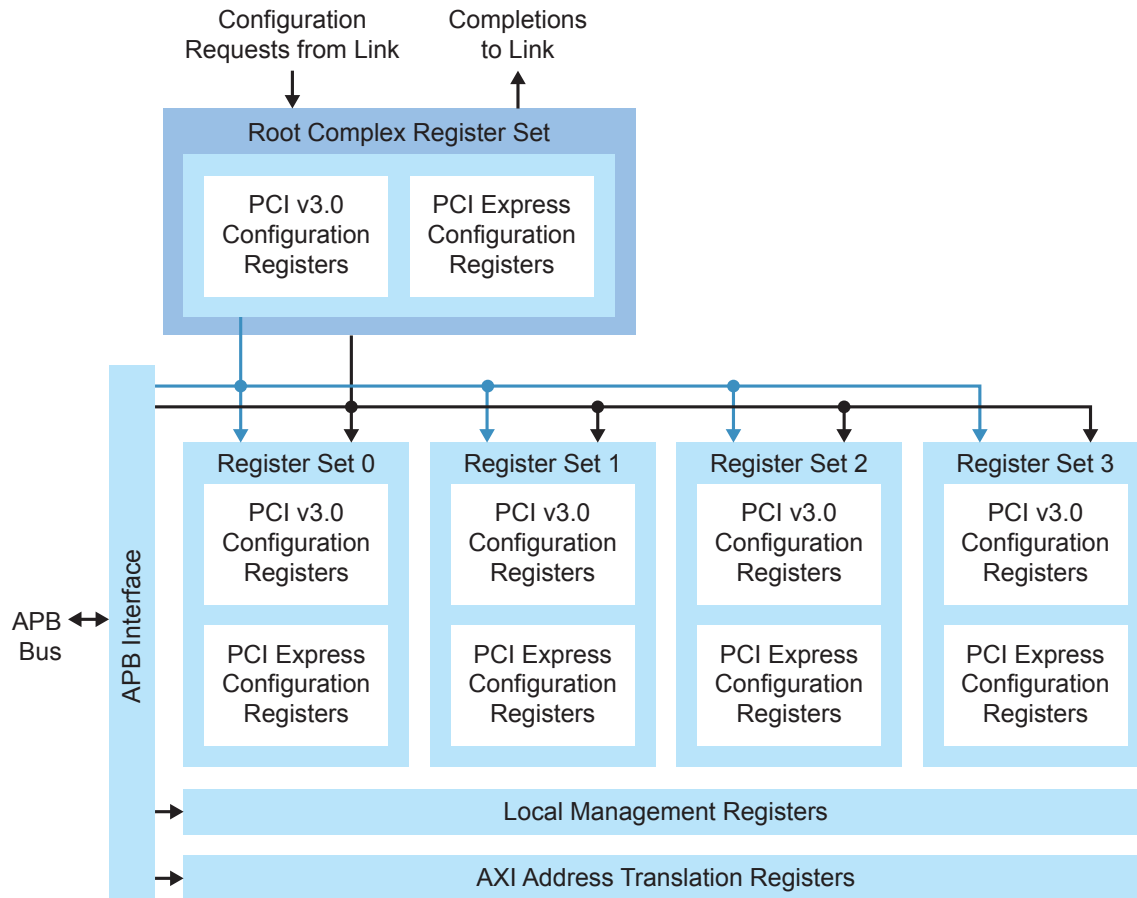 Configuration
Requests from Link
Completions
to Link
Root Complex Register Set
PCI v3.0
Configuration
Registers
PCI Express
Configuration
Registers
APB
Bus
APB Interface
Register Set 0
PCI v3.0
Configuration
Registers
PCI Express
Configuration
Registers
Register Set 1
PCI v3.0
Configuration
Registers
PCI Express
Configuration
Registers
Register Set 2
PCI v3.0
Configuration
Registers
PCI Express
Configuration
Registers
Register Set 3
PCI v3.0
Configuration
Registers
PCI Express
Configuration
Registers
Local Management Registers
AXI Address Translation Registers